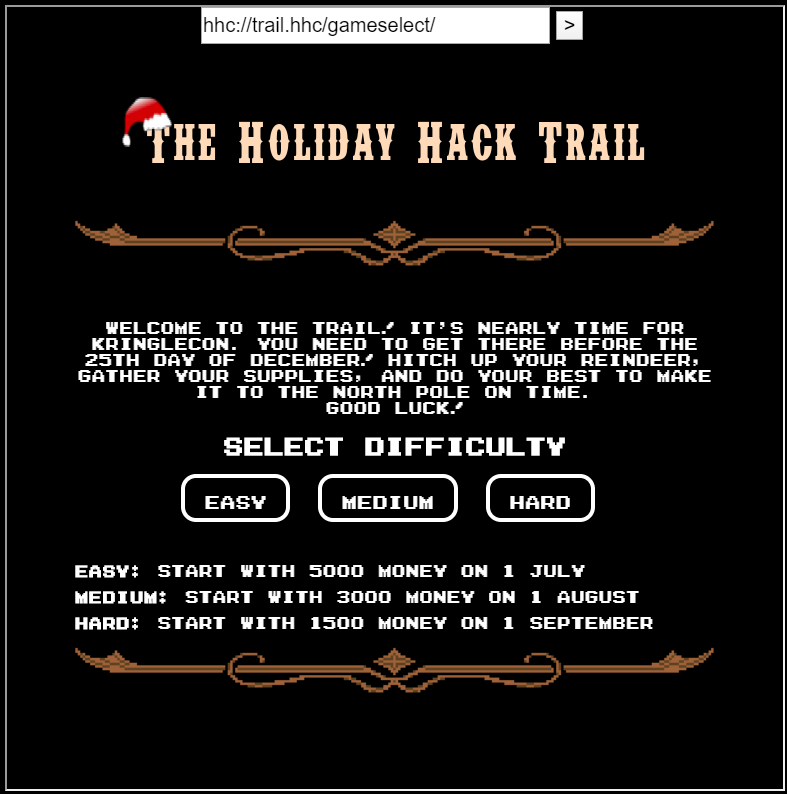 hhc://trail.hhc/gameselect/ >
The Holiday Hack Trail
WELCOME TO THE TRAIL! IT'S NEARLY TIME FOR
KRINGLECON. YOU NEED TO GET THERE BEFORE THE
25TH DAY OF DECEMBER! HITCH UP YOUR REINDEER,
GATHER YOUR SUPPLIES, AND DO YOUR BEST TO MAKE
IT TO THE NORTH POLE ON TIME.
GOOD LUCK!
SELECT DIFFICULTY
EASY MEDIUM HARD
EASY: START WITH 5000 MONEY ON 1 JULY
MEDIUM: START WITH 3000 MONEY ON 1 AUGUST
HARD: START WITH 1500 MONEY ON 1 SEPTEMBER